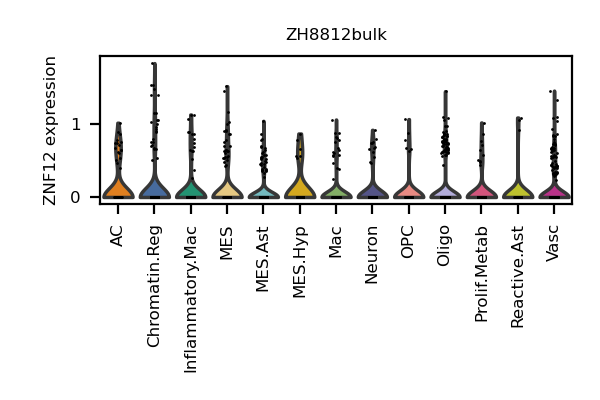 ZH8812bulk
ZNF12 expression
1
0
AC
Chromatin.Reg
Inflammatory.Mac
MES
MES.Ast
MES.Hyp
Mac
Neuron
OPC
Oligo
Prolif.Metab
Reactive.Ast
Vasc